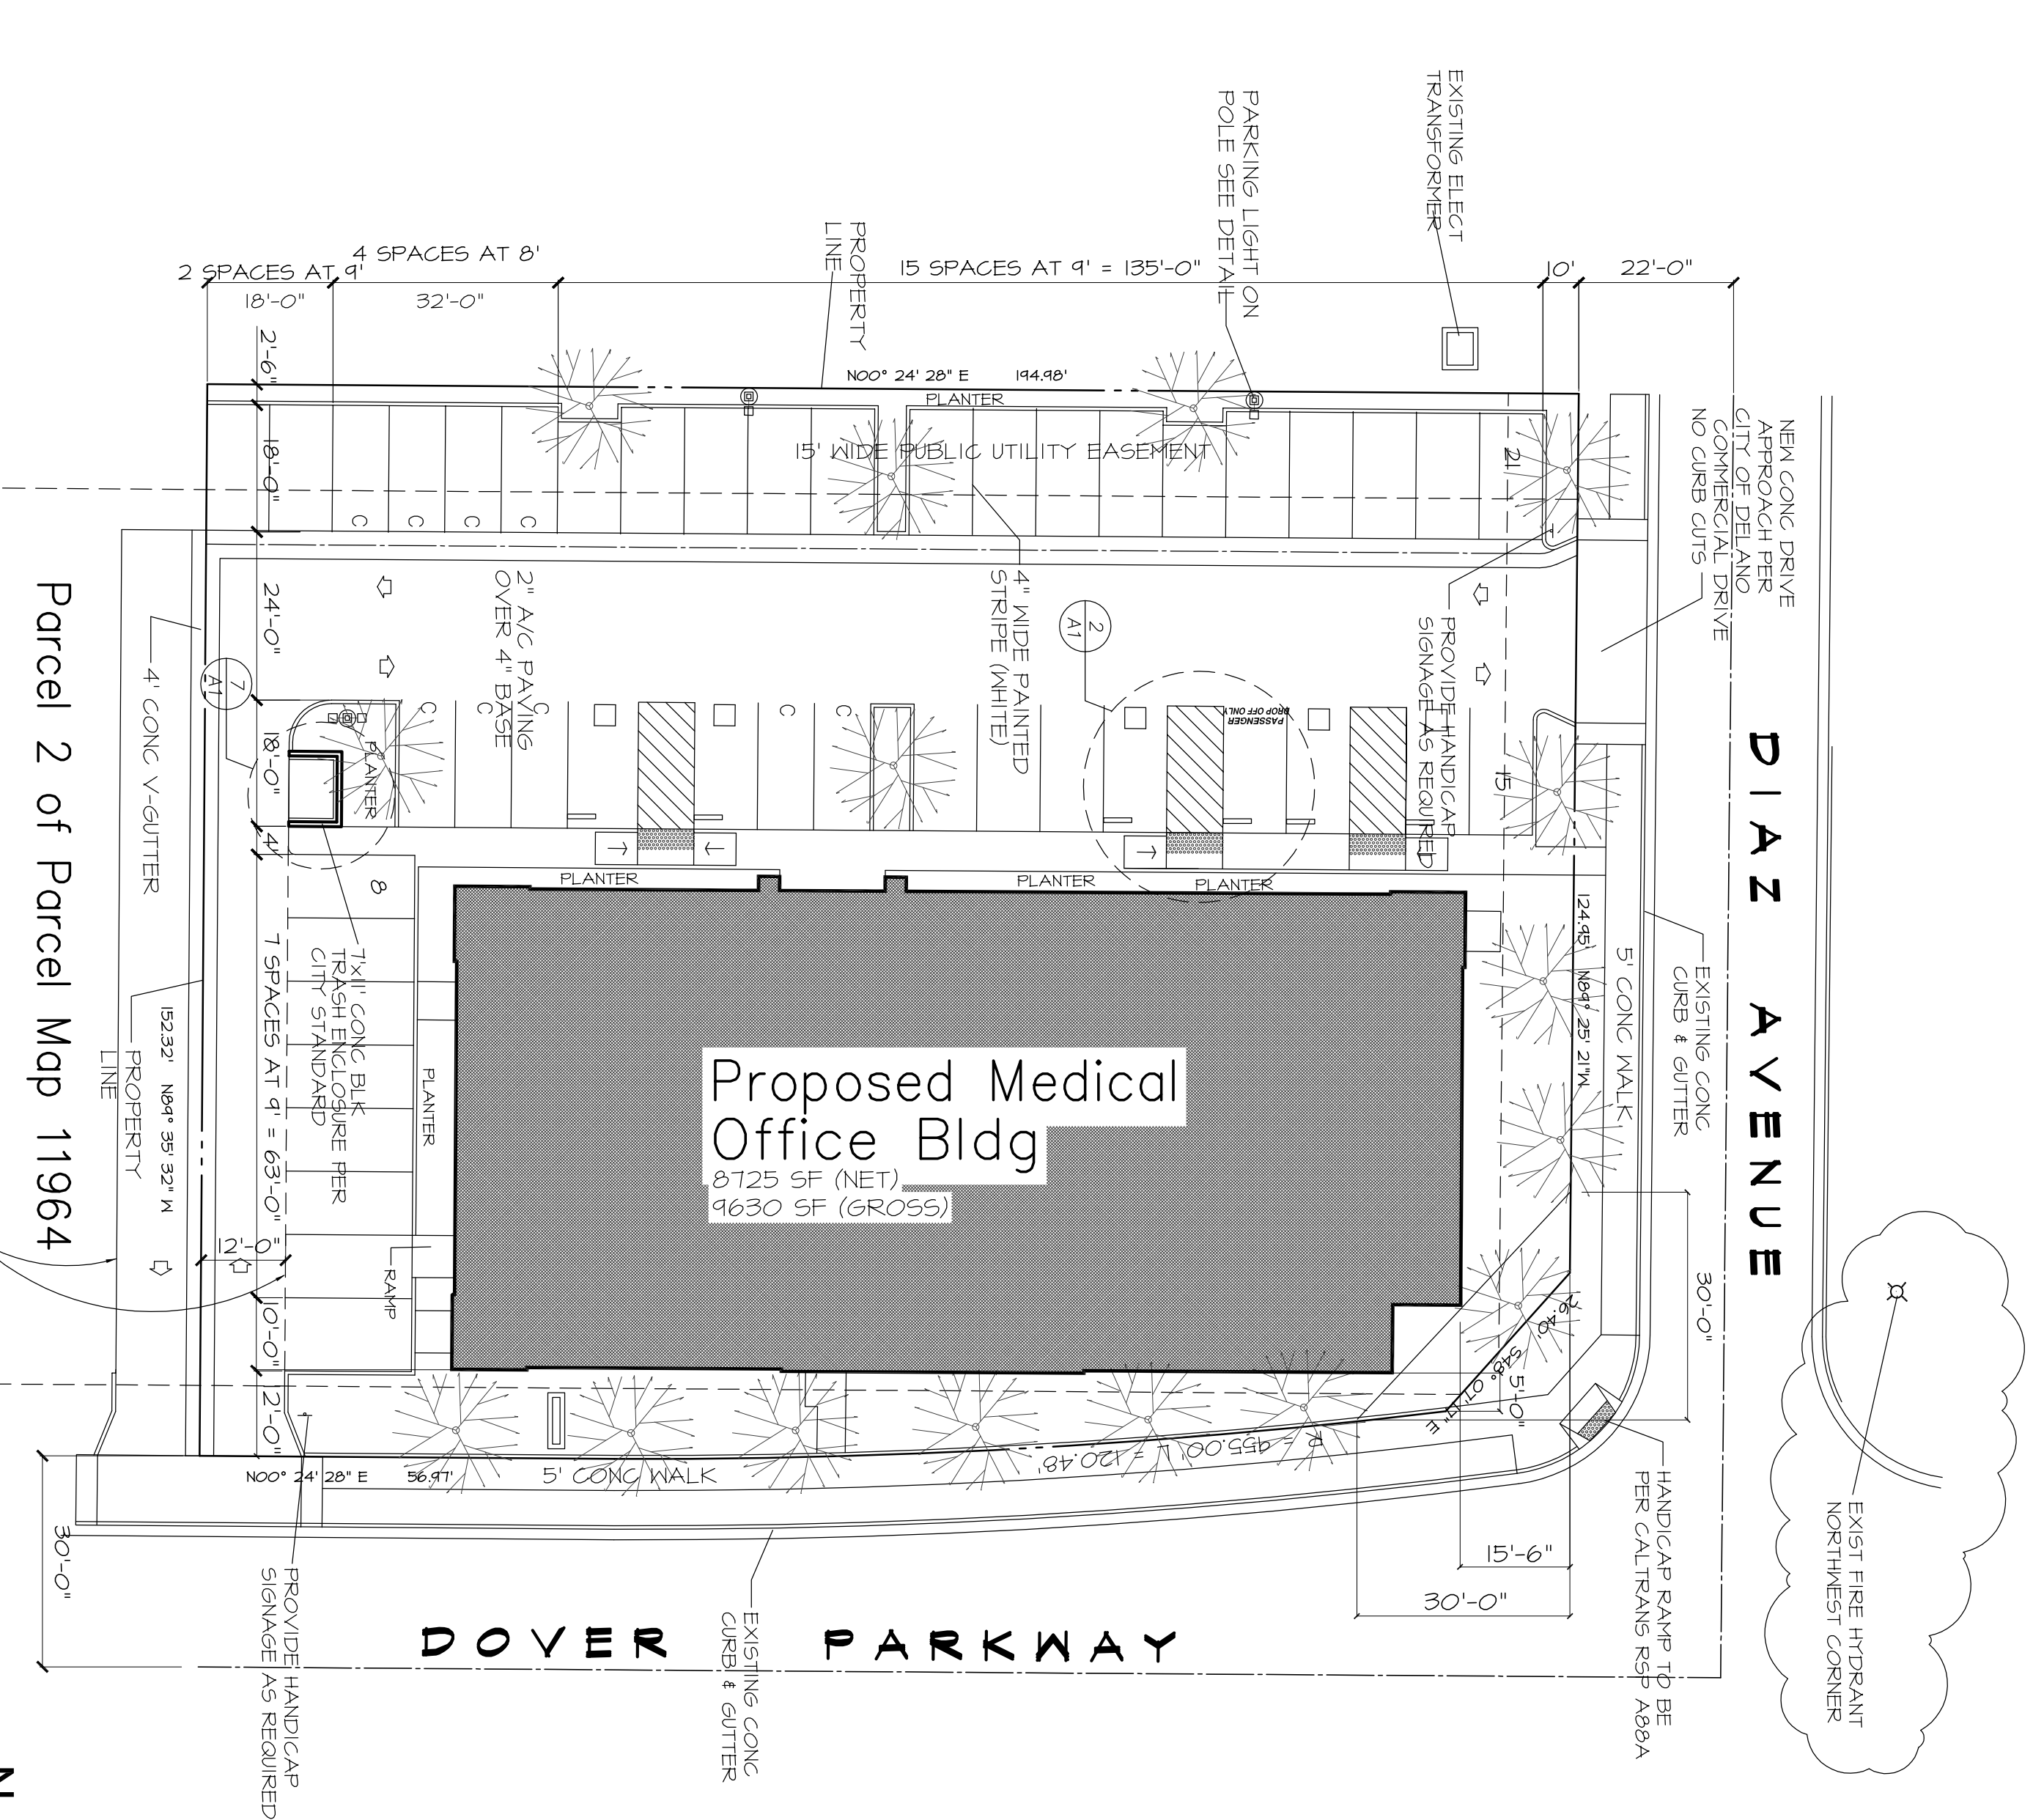 EXISTING ELECT
TRANSFORMER
PARKING LIGHT ON
POLE SEE DETAIL
PROPERTY
LINE
2 SPACES AT 9'
18'-0"
4 SPACES AT 8'
32'-0"
15 SPACES AT 9' = 135'-0"
10'
22'-0"
2'-6"
18'-0"
24'-0"
18'-0"
4'
7 SPACES AT 9' = 63'-0"
10'-0"
12'-0"
12'-0"
N00° 24' 28" E 194.98'
PLANTER
15' WIDE PUBLIC UTILITY EASEMENT
21
C
C
C
C
NEW CONC DRIVE
APPROACH PER
CITY OF DELANO
COMMERCIAL DRIVE
NO CURB CUTS
2" A/C PAVING
OVER 4" BASE
4" WIDE PAINTED
STRIPE (WHITE)
2
A1
PROVIDE HANDICAP
SIGNAGE AS REQUIRED
7
A1
4' CONC V-GUTTER
PLANTER
C
C
C
C
C
PASSENGER
DROP OFF ONLY
15
8
PLANTER
PLANTER
PLANTER
7'x11' CONC BLK
TRASH ENCLOSURE PER
CITY STANDARD
PLANTER
RAMP
Proposed Medical
Office Bldg
8725 SF (NET)
9630 SF (GROSS)
124.95' N89° 25' 21"W
5' CONC WALK
EXISTING CONC
CURB & GUTTER
DIAZ AVENUE
152.32' N89° 35' 32" W
PROPERTY
LINE
Parcel 2 of Parcel Map 11964
30'-0"
26.40'
S48° 07' 17" E
5'-0"
R = 955.00' L = 120.48'
N00° 24' 28" E 56.97'
5' CONC WALK
15'-6"
30'-0"
30'-0"
HANDICAP RAMP TO BE
PER CALTRANS RSP A88A
EXIST FIRE HYDRANT
NORTHWEST CORNER
PROVIDE HANDICAP
SIGNAGE AS REQUIRED
EXISTING CONC
CURB & GUTTER
DOVER PARKWAY
N